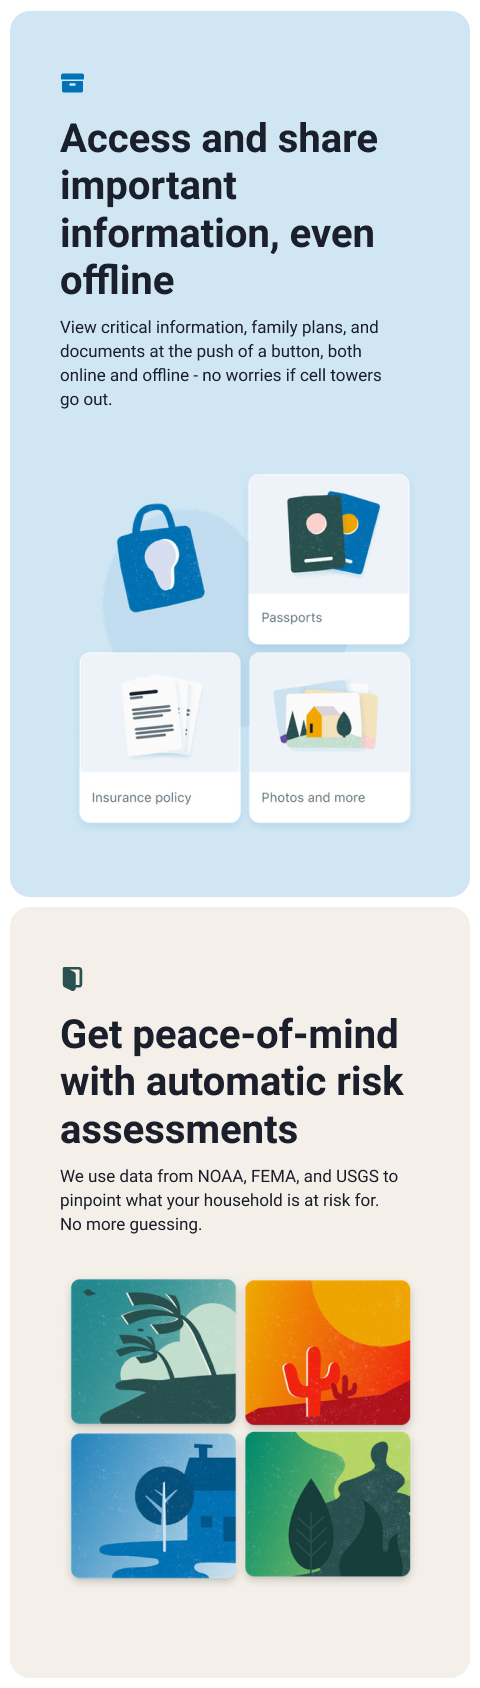 Access and share
important
information, even
offline
View critical information, family plans, and
documents at the push of a button, both
online and offline - no worries if cell towers
go out.
Passports
Insurance policy
Photos and more
Get peace-of-mind
with automatic risk
assessments
We use data from NOAA, FEMA, and USGS to
pinpoint what your household is at risk for.
No more guessing.